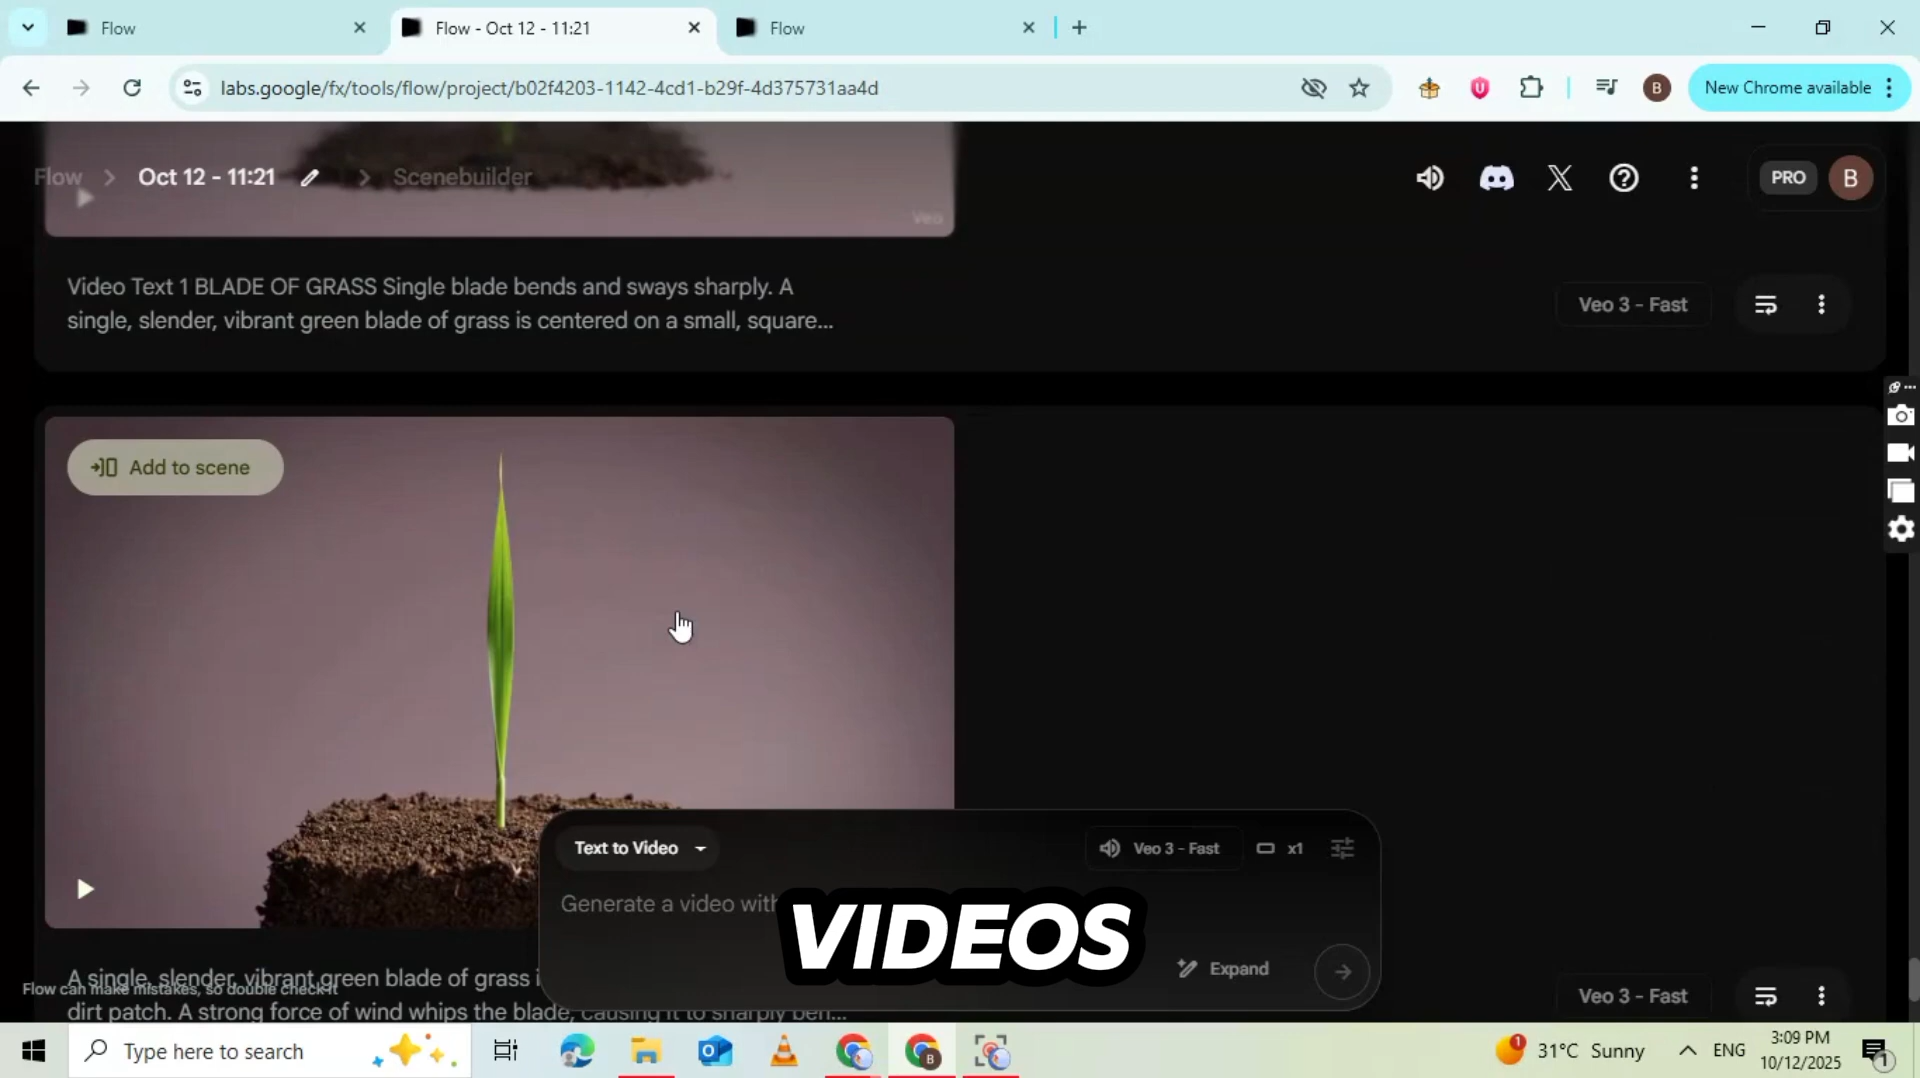 Flow
Flow - Oct 12 - 11:21
Flow
labs.google/fx/tools/flow/project/b02f4203-1142-4cd1-b29f-4d375731aa4d
U
B
New Chrome available
Flow
Oct 12 - 11:21
Scenebuilder
PRO
B
Veo
Video Text 1 BLADE OF GRASS Single blade bends and sways sharply. A
single, slender, vibrant green blade of grass is centered on a small, square...
Veo 3 - Fast
Add to scene
Text to Video
Veo 3 - Fast
x1
Generate a video with
VIDEOS
Expand
A single, slender, vibrant green blade of grass i
Flow can make mistakes, so double check it
dirt patch. A strong force of wind whips the blade, causing it to sharply ben...
Veo 3 - Fast
Type here to search
B
1
31°C Sunny
ENG
3:09 PM
10/12/2025
1